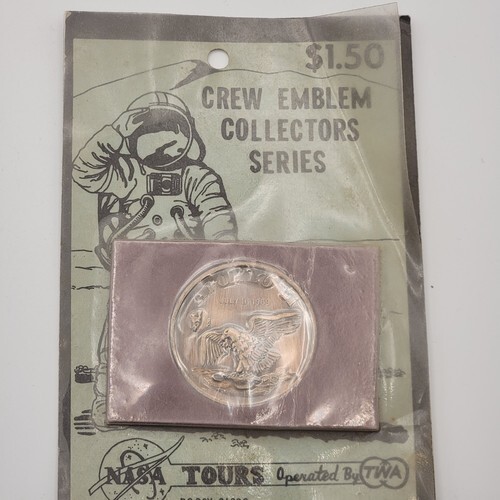 $1.50
CREW EMBLEM
COLLECTORS
SERIES
NASA TOURS Operated By TWA